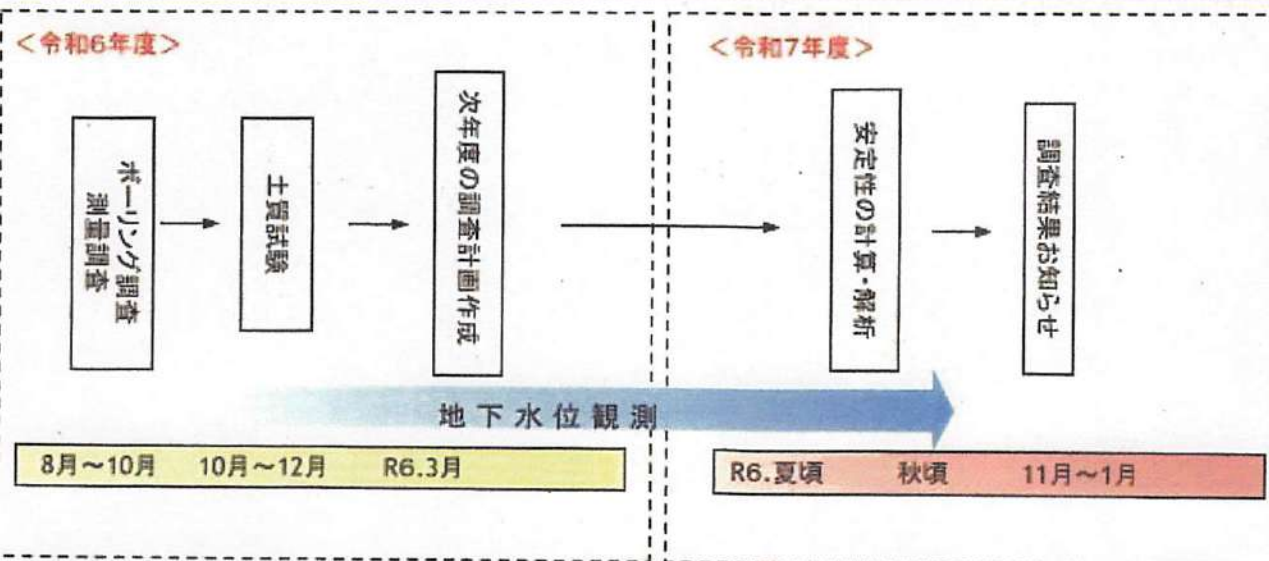 ＜令和6年度＞
ボーリング調査
測量調査
土質試験
次年度の調査計画作成
地下水位観測
8月～10月
10月～12月
R6.3月
＜令和7年度＞
安定性の計算・解析
調査結果お知らせ
R6.夏頃
秋頃
11月～1月